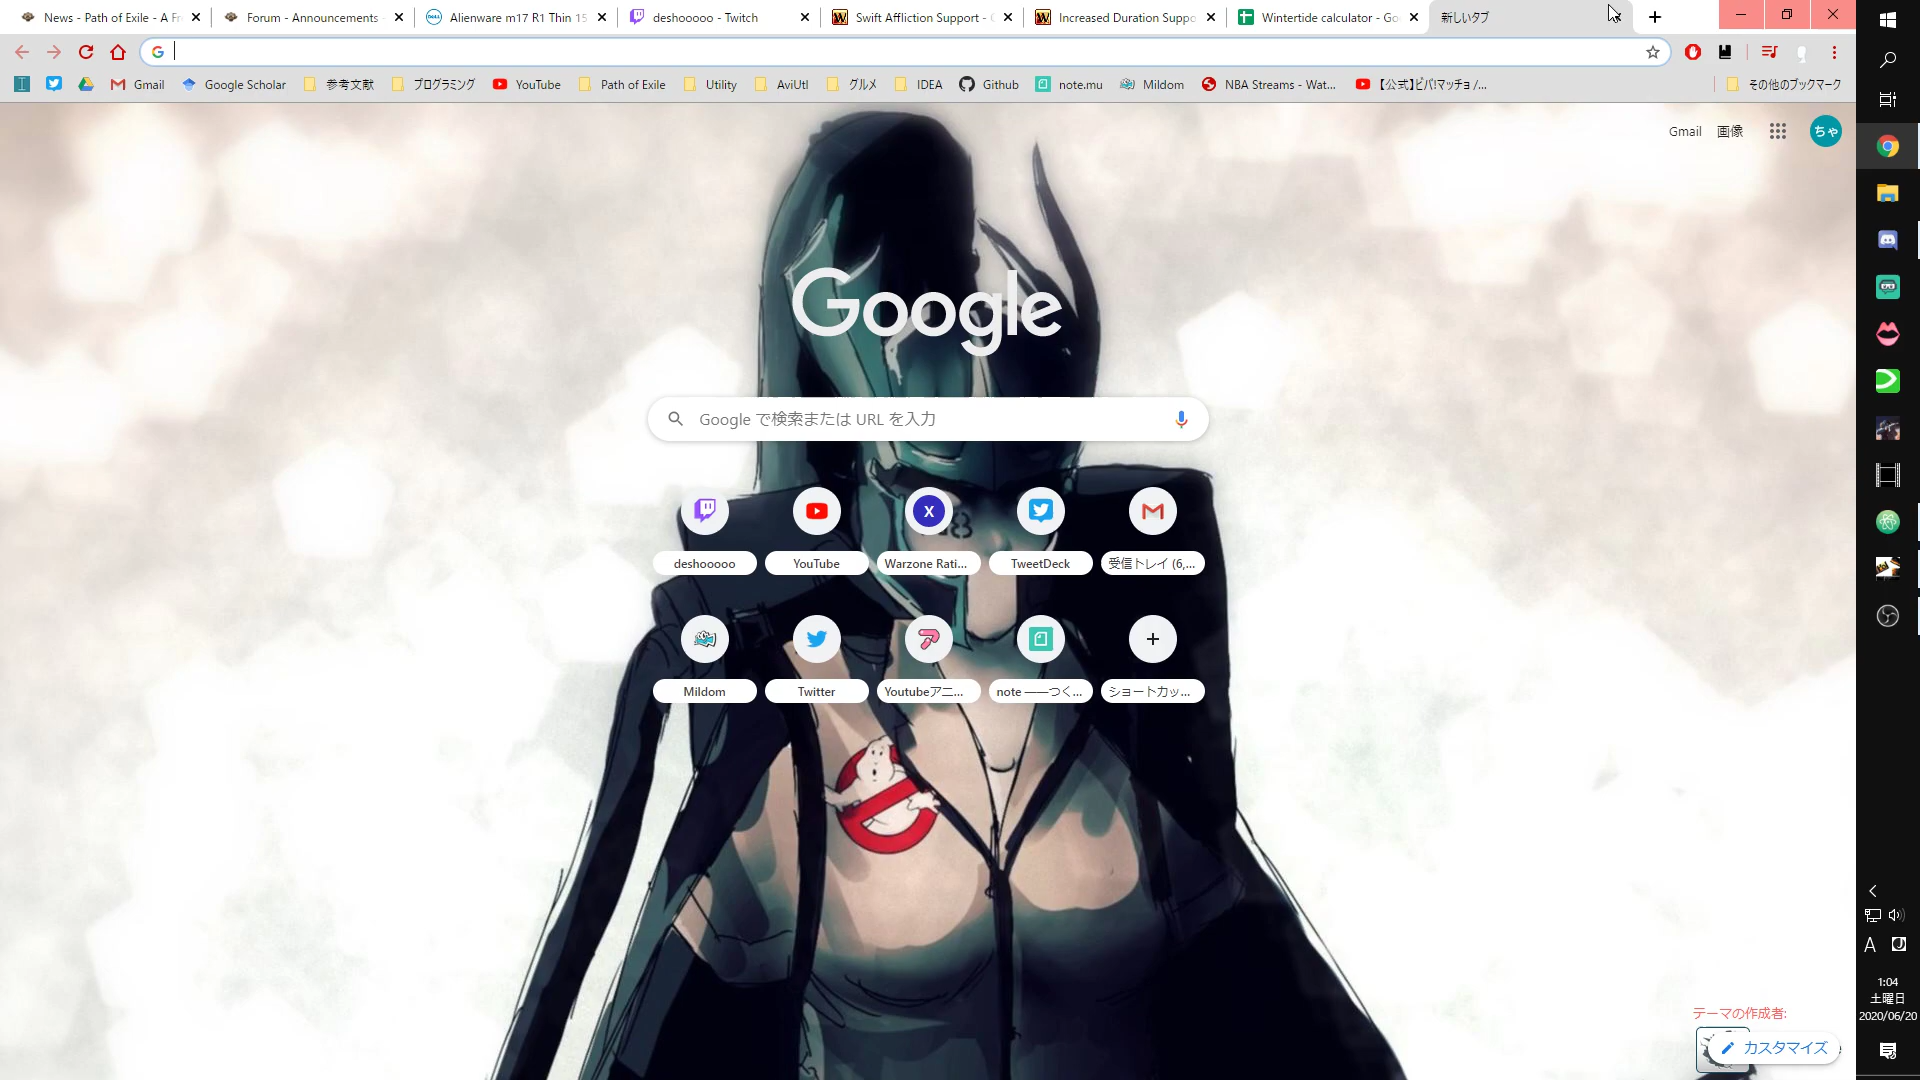 News - Path of Exile - A Fr
Forum - Announcements -
Alienware m17 R1 Thin 15
deshooooo - Twitch
Swift Affliction Support -
Increased Duration Suppo
Wintertide calculator - Go
新しいタブ
Gmail
Google Scholar
参考文献
プログラミング
YouTube
Path of Exile
Utility
AviUtl
グルメ
IDEA
Github
note.mu
Mildom
NBA Streams - Wat...
【公式】ビバ!マッチョ /...
その他のブックマーク
Gmail
画像
ちゃ
Google
Google で検索または URL を入力
X
deshooooo
YouTube
Warzone Rati...
TweetDeck
受信トレイ (6,...
Mildom
Twitter
Youtubeアニ...
note ――つく...
ショートカッ...
A
1:04
土曜日
2020/06/20
テーマの作成者:
カスタマイズ